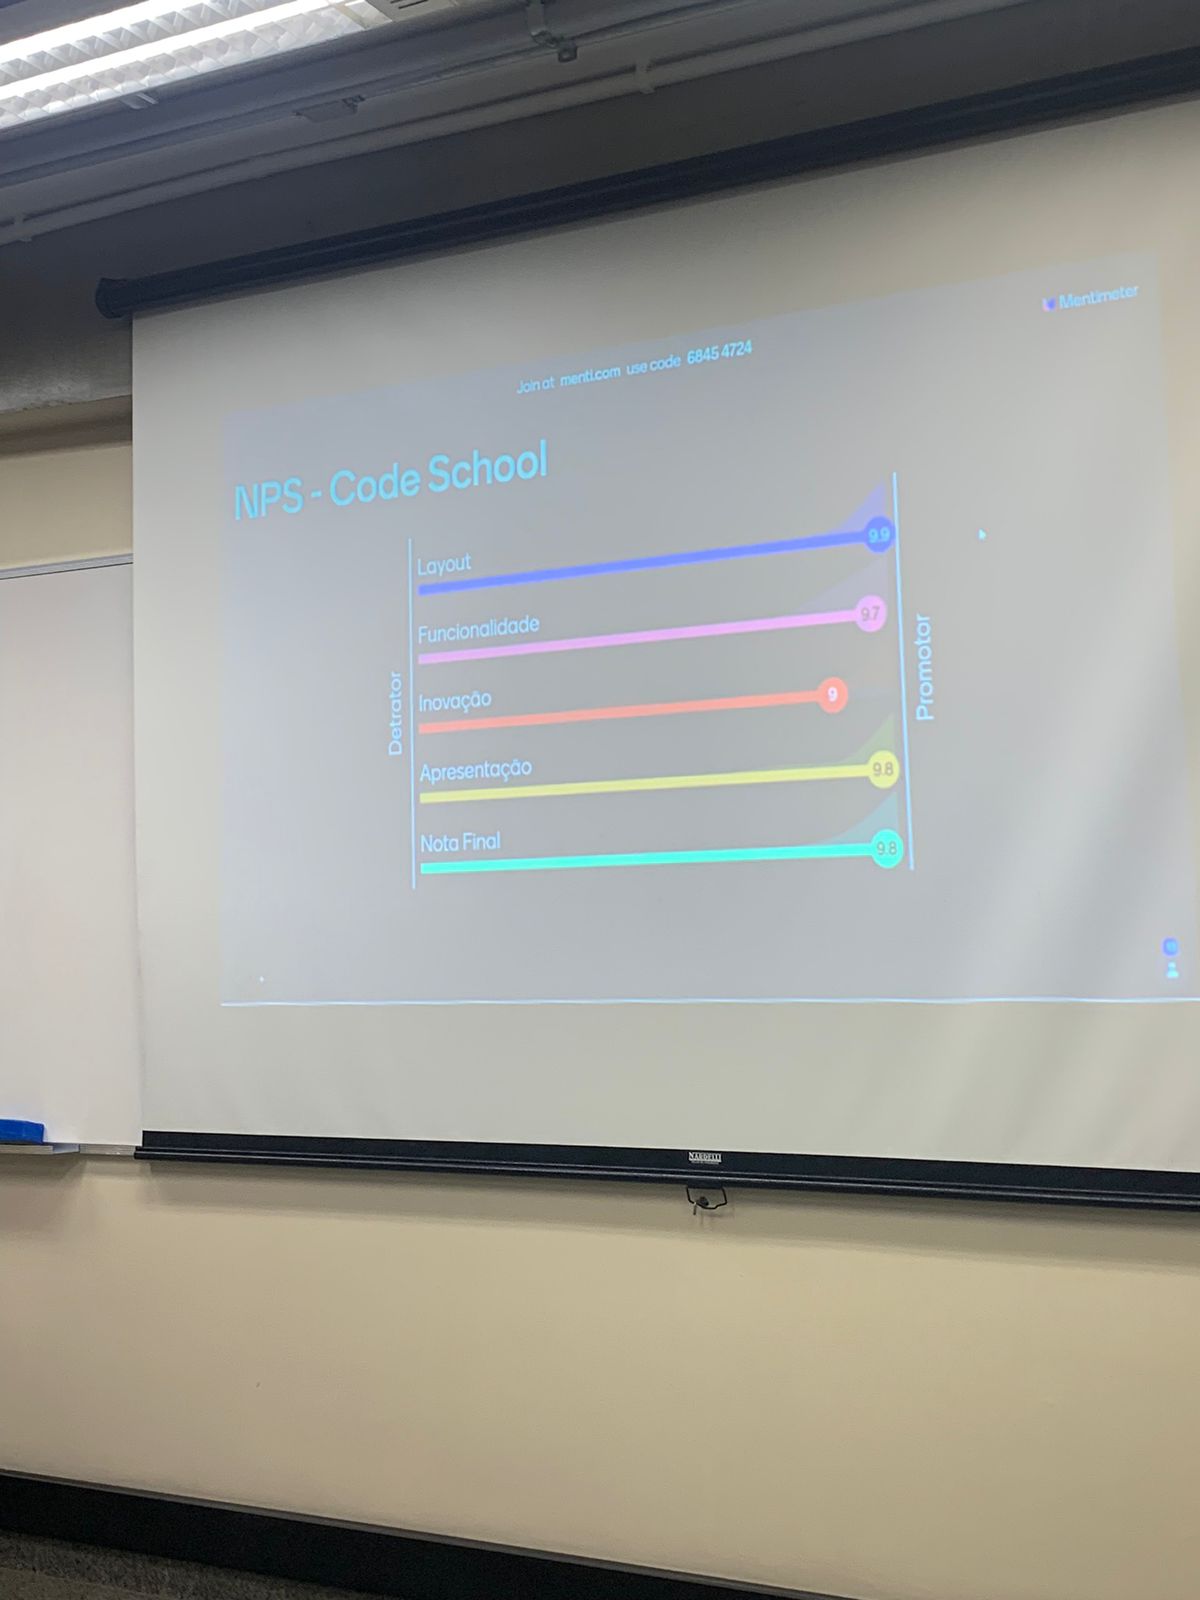 Mentimeter
Join at menti.com use code 6845 4724
NPS - Code School
Layout
9.9
Funcionalidade
9.7
Inovação
9
Apresentação
9.8
Nota Final
9.8
Detrator
Promotor